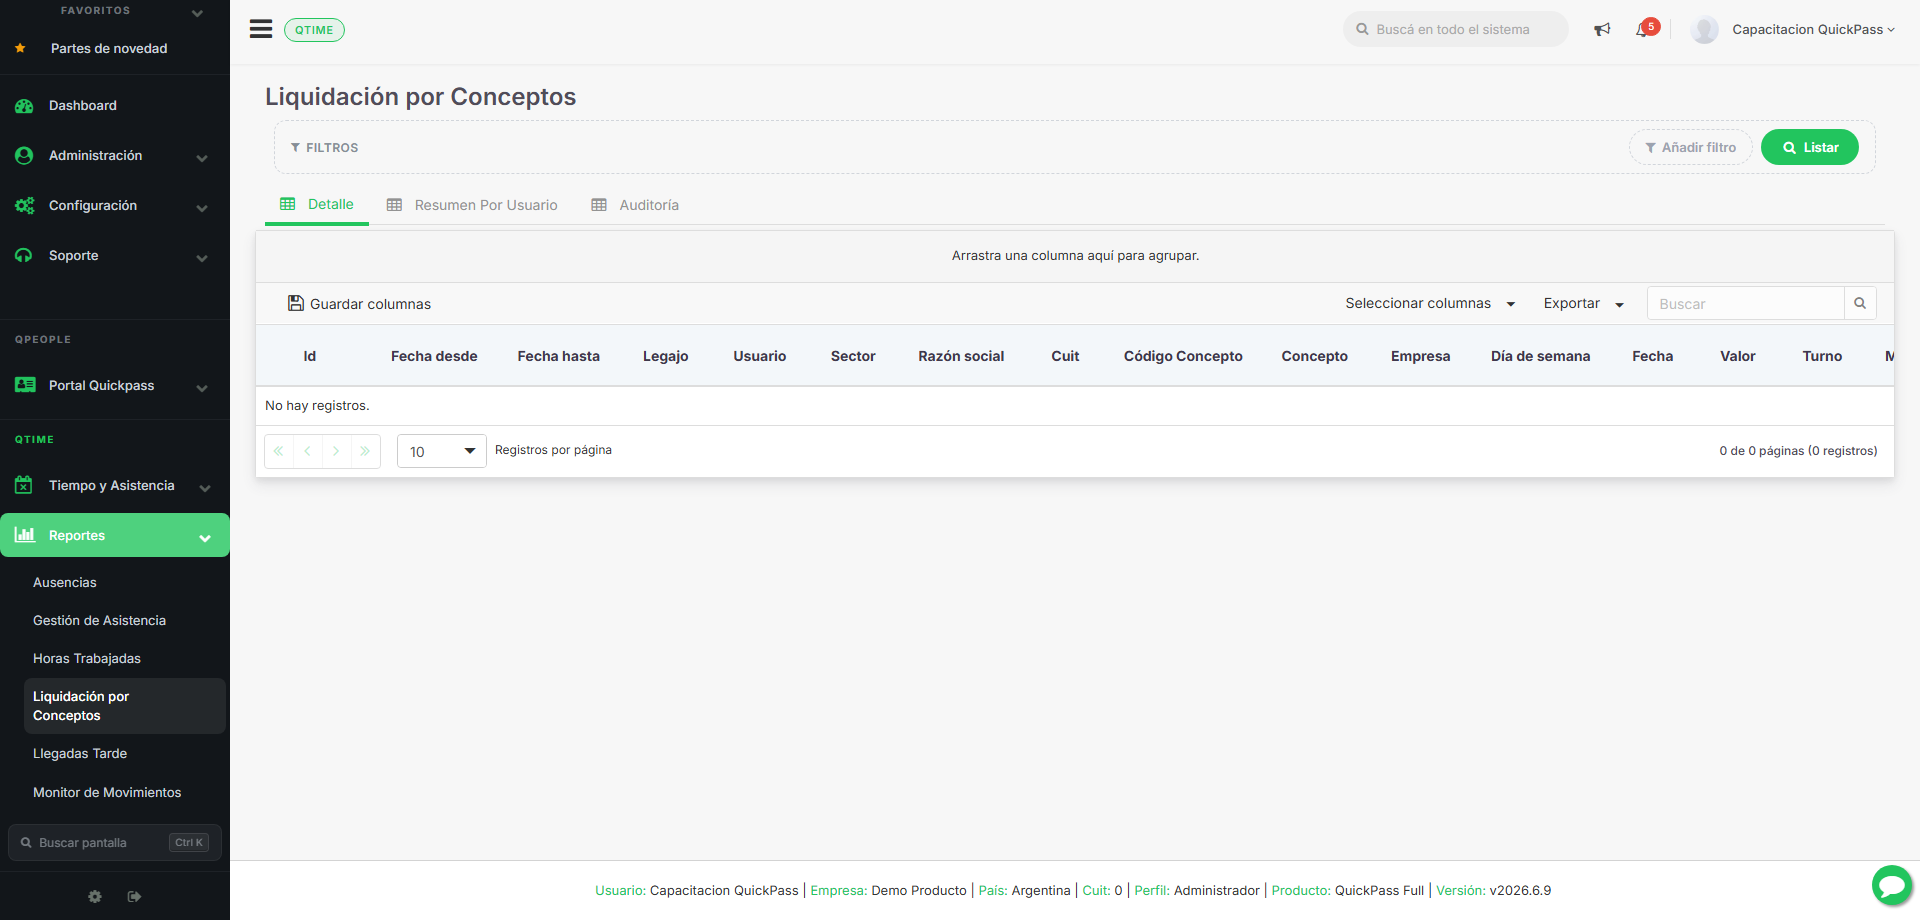 FAVORITOS
Partes de novedad
Dashboard
Administración
Configuración
Soporte
QPEOPLE
Portal Quickpass
QTIME
Tiempo y Asistencia
Reportes
Ausencias
Gestión de Asistencia
Horas Trabajadas
Liquidación por
Conceptos
Llegadas Tarde
Monitor de Movimientos
Buscar pantalla Ctrl K
QTIME
Buscá en todo el sistema
5
Capacitacion QuickPass
Liquidación por Conceptos
FILTROS
Añadir filtro
Listar
Detalle
Resumen Por Usuario
Auditoría
Arrastra una columna aquí para agrupar.
Guardar columnas
Seleccionar columnas
Exportar
Buscar
Id Fecha desde Fecha hasta Legajo Usuario Sector Razón social Cuit Código Concepto Concepto Empresa Día de semana Fecha Valor Turno
No hay registros.
10
Registros por página
0 de 0 páginas (0 registros)
Usuario: Capacitacion QuickPass | Empresa: Demo Producto | País: Argentina | Cuit: 0 | Perfil: Administrador | Producto: QuickPass Full | Versión: v2026.6.9